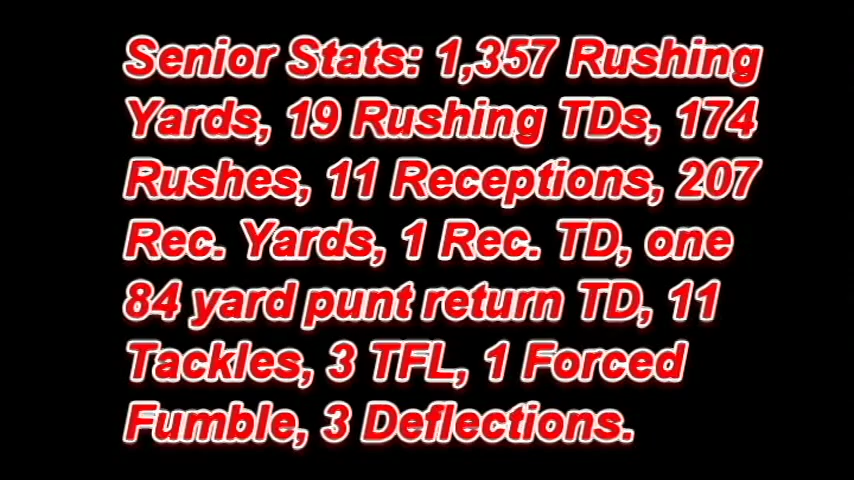 Senior Stats: 1,357 Rushing
Yards, 19 Rushing TDs, 174
Rushes, 11 Receptions, 207
Rec. Yards, 1 Rec. TD, one
84 yard punt return TD, 11
Tackles, 3 TFL, 1 Forced
Fumble, 3 Deflections.